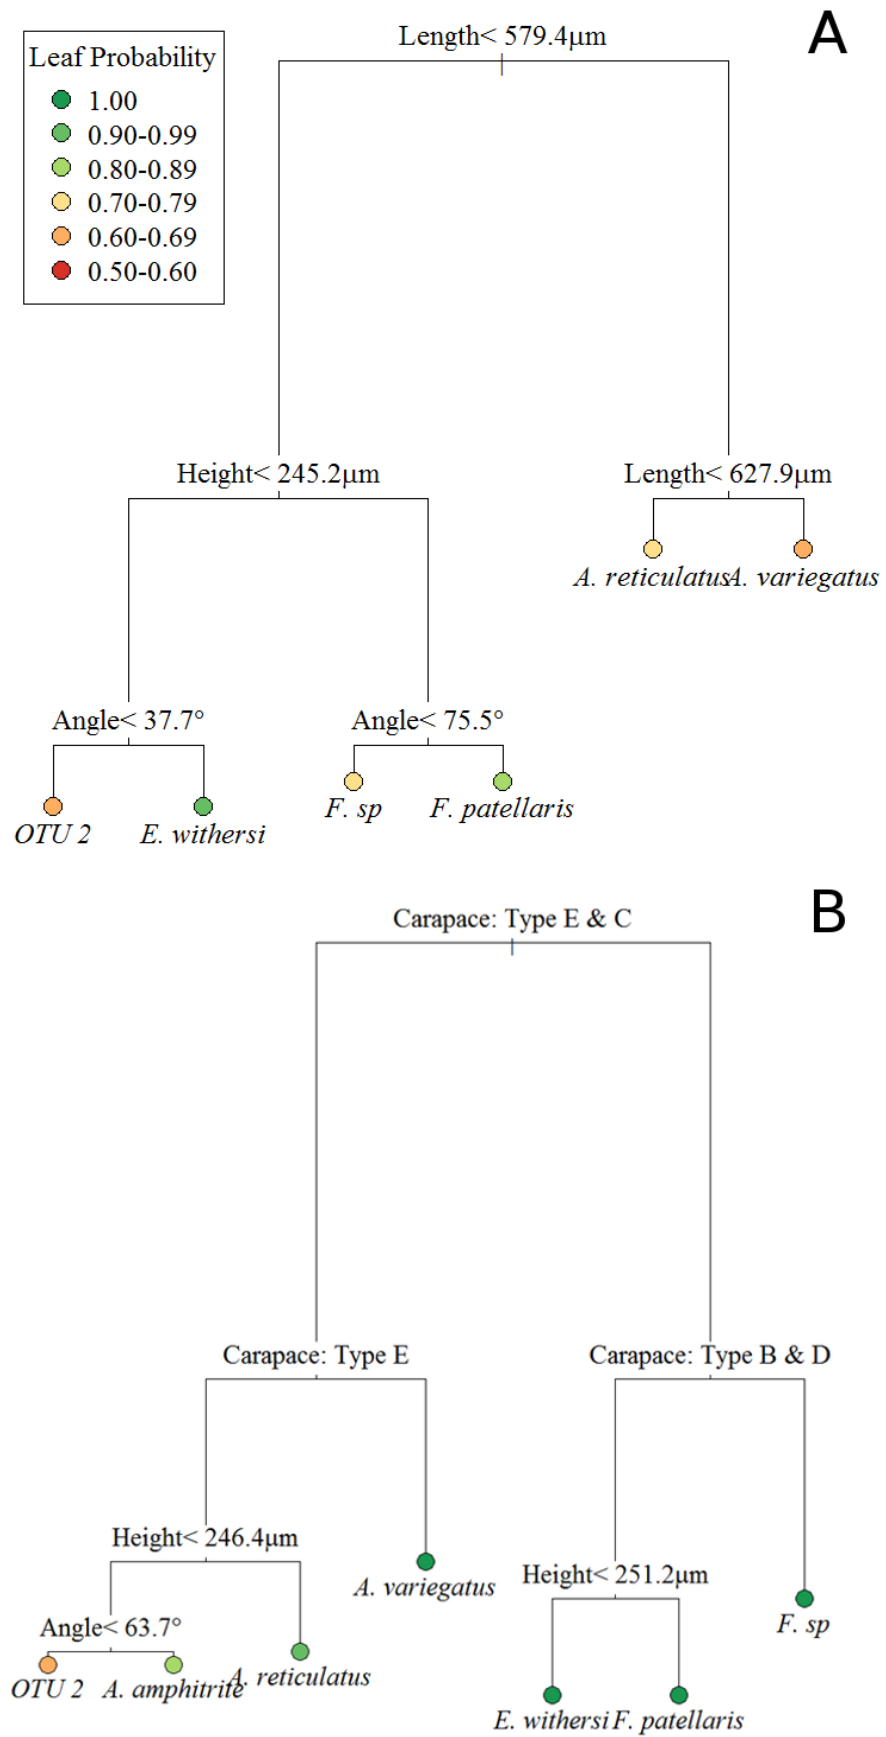 Length< 579.4μm
A
Leaf Probability
1.00
0.90-0.99
0.80-0.89
0.70-0.79
0.60-0.69
0.50-0.60
Height< 245.2μm
Length< 627.9μm
A. reticulatus
A. variegatus
Angle< 37.7°
Angle< 75.5°
F. sp
F. patellaris
OTU 2
E. withersi
B
Carapace: Type E & C
Carapace: Type E
Carapace: Type B & D
Height< 246.4μm
A. variegatus
Height< 251.2μm
Angle< 63.7°
F. sp
OTU 2
A. amphitrite
A. reticulatus
E. withersi
F. patellaris